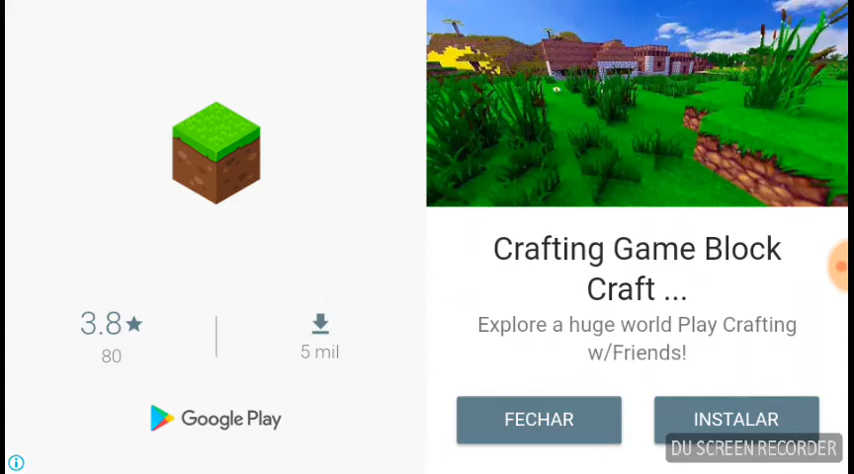 3.8★
80
5 mil
Google Play
Crafting Game Block
Craft ...
Explore a huge world Play Crafting
w/Friends!
FECHAR
INSTALAR
DU SCREEN RECORDER